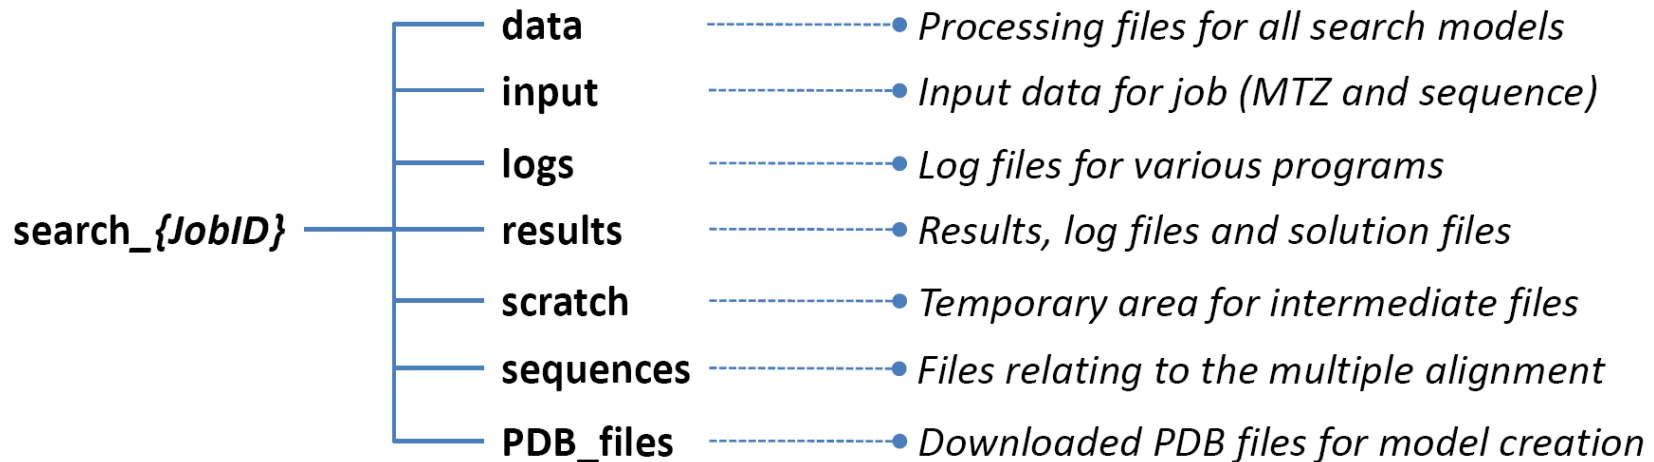 data Processing files for all search models
input Input data for job (MTZ and sequence)
logs Log files for various programs
search_{JobID} results Results, log files and solution files
scratch Temporary area for intermediate files
sequences Files relating to the multiple alignment
PDB_files Downloaded PDB files for model creation